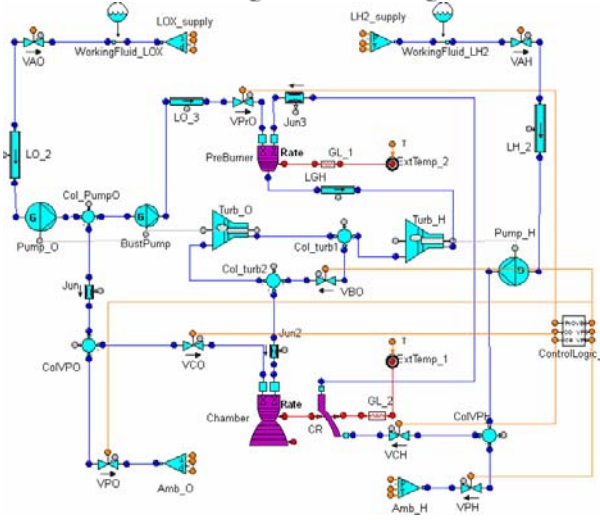 LOX_supply
LH2_supply
VAO
WorkingFluid_LOX
WorkingFluid_LH2
VAH
LO_3
VPrO
Jun3
LO_2
PreBurner
Rate
GL_1
T
ExtTemp_2
LH_2
LGH
Col_PumpO
G
G
Pump_O
BustPump
Turb_O
Col_turb1
Turb_H
Pump_H
Col_turb2
VBO
Jun
Jun2
T
ExtTemp_1
ControlLogic_
ColVPO
VCO
Rate
GL_2
Chamber
CR
ColVPH
VCH
VPO
Amb_O
Amb_H
VPH